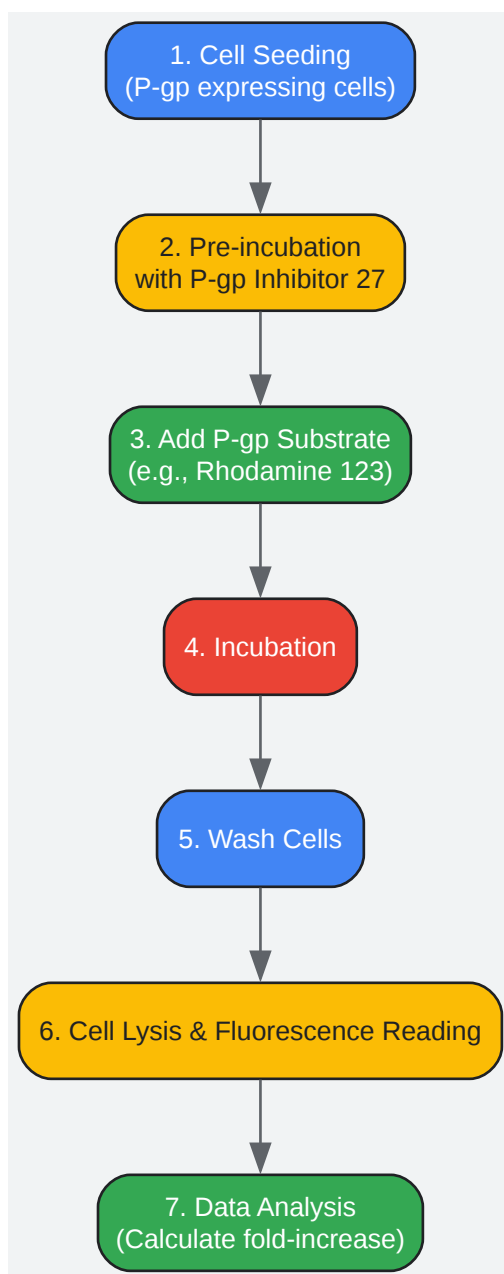 1. Cell Seeding
(P-gp expressing cells)
2. Pre-incubation
with P-gp Inhibitor 27
3. Add P-gp Substrate
(e.g., Rhodamine 123)
4. Incubation
5. Wash Cells
6. Cell Lysis & Fluorescence Reading
7. Data Analysis
(Calculate fold-increase)